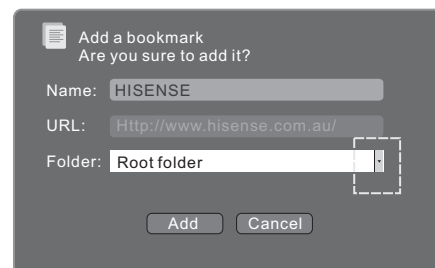 Add a bookmark
Are you sure to add it?
Name: HISENSE
URL: Http://www.hisense.com.au/
Folder: Root folder
Add Cancel